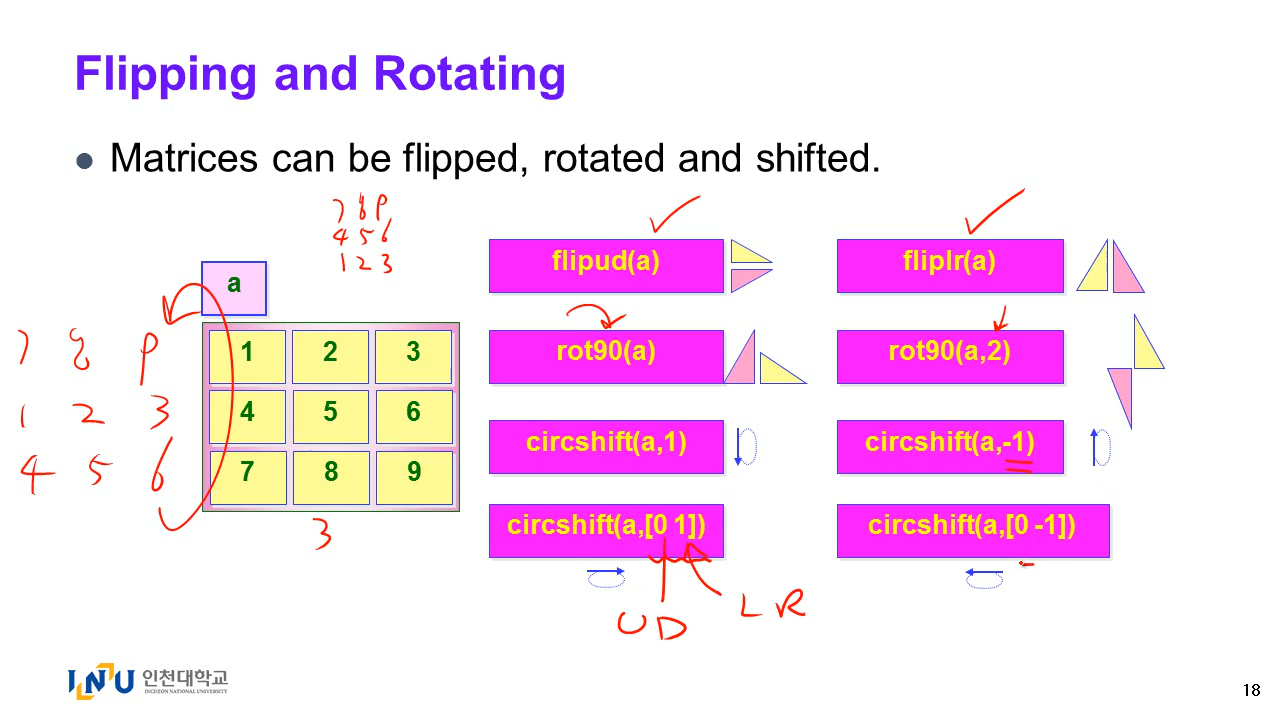 Flipping and Rotating
Matrices can be flipped, rotated and shifted.
7 8 9
4 5 6
1 2 3
a
1 2 3
4 5 6
7 8 9
7 8 9
1 2 3
4 5 6
3
flipud(a)
fliplr(a)
rot90(a)
rot90(a,2)
circshift(a,1)
circshift(a,-1)
circshift(a,[0 1])
circshift(a,[0 -1])
UD
LR
INU 인천대학교
INCHEON NATIONAL UNIVERSITY
18